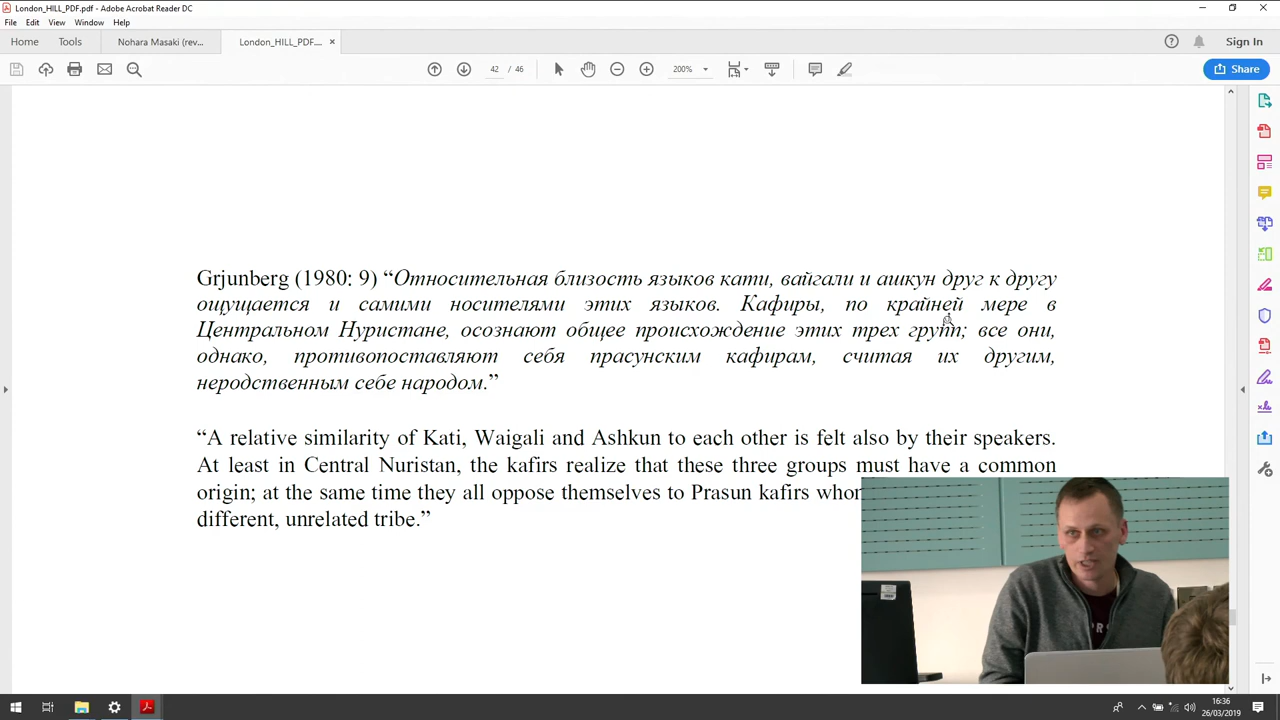 London_HILL_PDF.pdf - Adobe Acrobat Reader DC
File Edit View Window Help
Home Tools Nohara Masaki (rev... London_HILL_PDF.... × Sign In
42 / 46 200% Share
Grjunberg (1980: 9) “Относительная близость языков кати, вайгали и ашкун друг к другу
ощущается и самими носителями этих языков. Кафиры, по крайней мере в
Центральном Нуристане, осознают общее происхождение этих трех групп; все они,
однако, противопоставляют себя прасунским кафирам, считая их другим,
неродственным себе народом.”
“A relative similarity of Kati, Waigali and Ashkun to each other is felt also by their speakers.
At least in Central Nuristan, the kafirs realize that these three groups must have a common
origin; at the same time they all oppose themselves to Prasun kafirs
different, unrelated tribe.”
16:36
26/03/2019